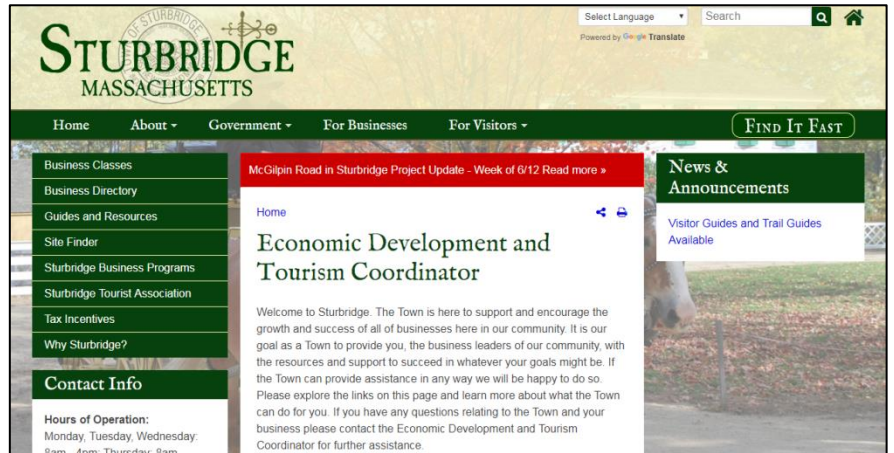 STURBRIDGE
MASSACHUSETTS
Select Language
Search
Powered by Google Translate
Home About Government For Businesses For Visitors FIND IT FAST
Business Classes
Business Directory
Guides and Resources
Site Finder
Sturbridge Business Programs
Sturbridge Tourist Association
Tax Incentives
Why Sturbridge?
Contact Info
Hours of Operation:
Monday, Tuesday, Wednesday:
8am - 4pm; Thursday: 8am
McGilpin Road in Sturbridge Project Update - Week of 6/12 Read more »
Home
Economic Development and
Tourism Coordinator
Welcome to Sturbridge. The Town is here to support and encourage the
growth and success of all of businesses here in our community. It is our
goal as a Town to provide you, the business leaders of our community, with
the resources and support to succeed in whatever your goals might be. If
the Town can provide assistance in any way we will be happy to do so.
Please explore the links on this page and learn more about what the Town
can do for you. If you have any questions relating to the Town and your
business please contact the Economic Development and Tourism
Coordinator for further assistance.
News &
Announcements
Visitor Guides and Trail Guides
Available